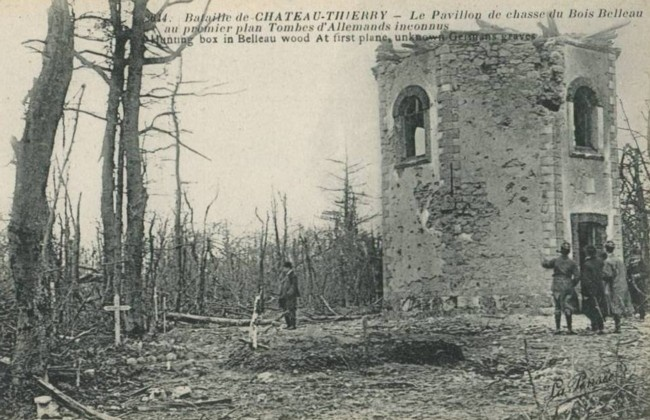 Bataille de CHATEAU-THIERRY – Le Pavillon de chasse du Bois Belleau
au premier plan Tombes d'Allemands inconnus
Hunting box in Belleau wood At first plane, unknown Germans graves